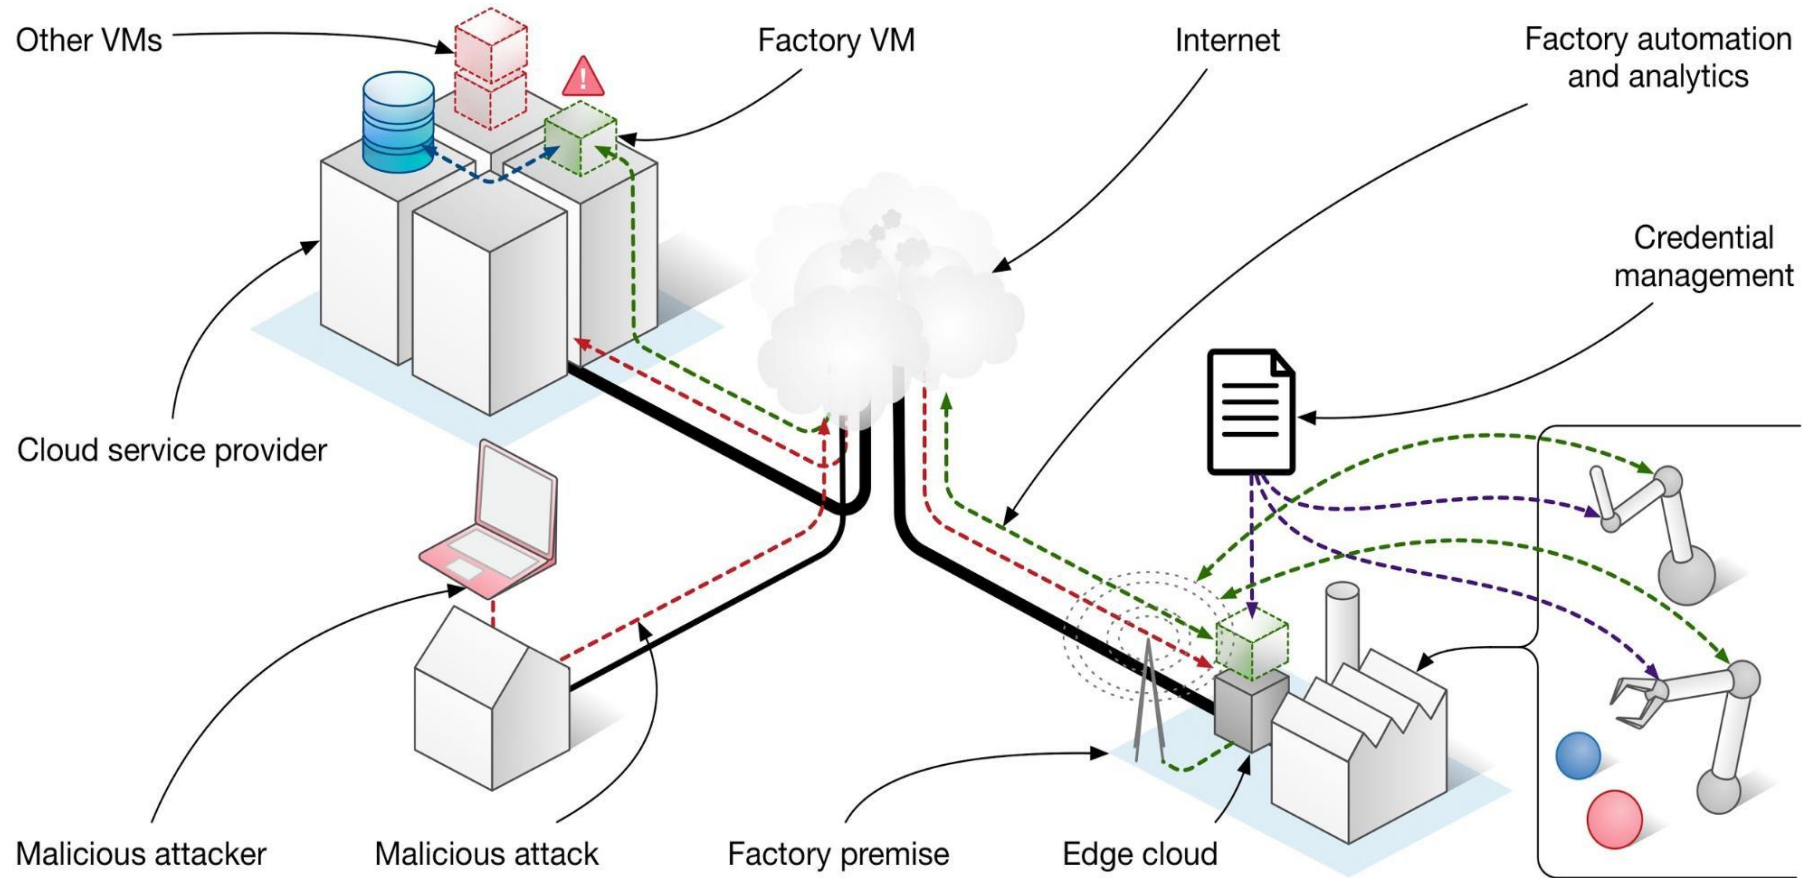 Other VMs
Factory VM
Internet
Factory automation
and analytics
!
Credential
management
Cloud service provider
Malicious attacker
Malicious attack
Factory premise
Edge cloud